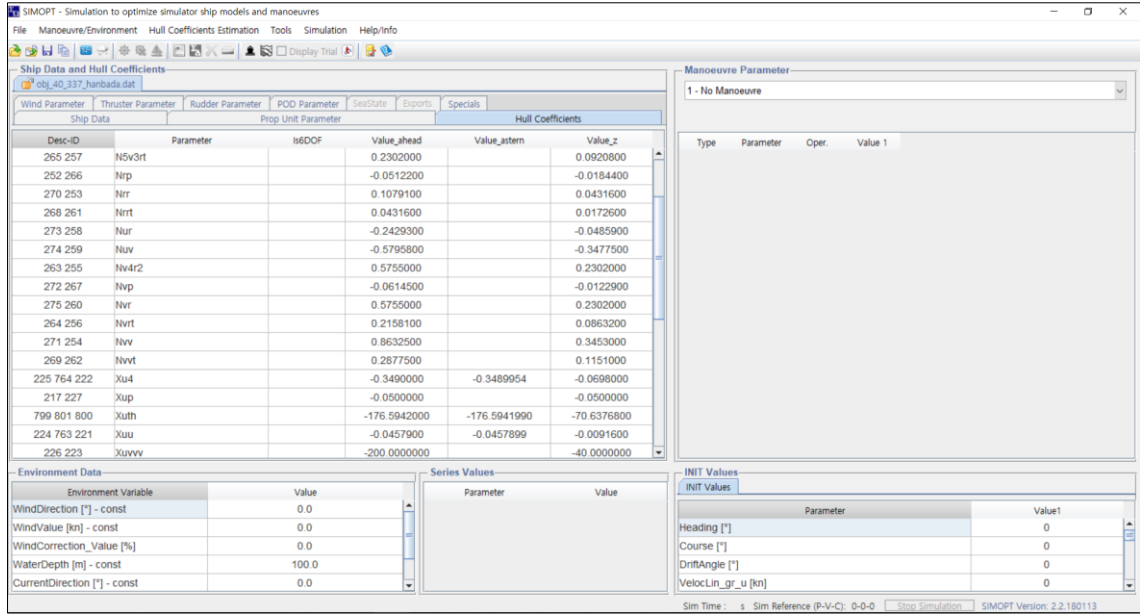 SIMOPT - Simulation to optimize simulator ship models and manoeuvres
File Manoeuvre/Environment Hull Coefficients Estimation Tools Simulation Help/Info
Display Trial
Ship Data and Hull Coefficients
obj_40_337_hanbada.dat
Wind Parameter Thruster Parameter Rudder Parameter POD Parameter SeaState Exports Specials
Ship Data Prop Unit Parameter Hull Coefficients
Desc-ID Parameter Is6DOF Value_ahead Value_astern Value_z
265 257 N5v3rt 0.2302000 0.0920800
252 266 Nrp -0.0512200 -0.0184400
270 253 Nrr 0.1079100 0.0431600
268 261 Nrrt 0.0431600 0.0172600
273 258 Nur -0.2429300 -0.0485900
274 259 Nuv -0.5795800 -0.3477500
263 255 Nv4r2 0.5755000 0.2302000
272 267 Nvp -0.0614500 -0.0122900
275 260 Nvr 0.5755000 0.2302000
264 256 Nvrt 0.2158100 0.0863200
271 254 Nvv 0.8632500 0.3453000
269 262 Nvvt 0.2877500 0.1151000
225 764 222 Xu4 -0.3490000 -0.3489954 -0.0698000
217 227 Xup -0.0500000 -0.0500000
799 801 800 Xuth -176.5942000 -176.5941990 -70.6376800
224 763 221 Xuu -0.0457900 -0.0457899 -0.0091600
226 223 Xuvvv -200.0000000 -40.0000000
Manoeuvre Parameter
1 - No Manoeuvre
Type Parameter Oper. Value 1
Environment Data
Environment Variable Value
WindDirection [°] - const 0.0
WindValue [kn] - const 0.0
WindCorrection_Value [%] 0.0
WaterDepth [m] - const 100.0
CurrentDirection [°] - const 0.0
Series Values
Parameter Value
INIT Values
INIT Values
Parameter Value1
Heading [°] 0
Course [°] 0
DriftAngle [°] 0
VelocLin_gr_u [kn] 0
Sim Time : s Sim Reference (P-V-C): 0-0-0 Stop Simulation SIMOPT Version: 2.2.180113